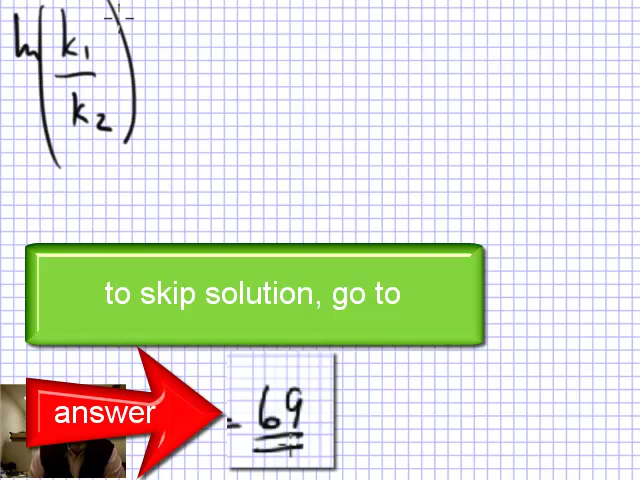 ln(k1
k2)
to skip solution, go to
answer
= 69